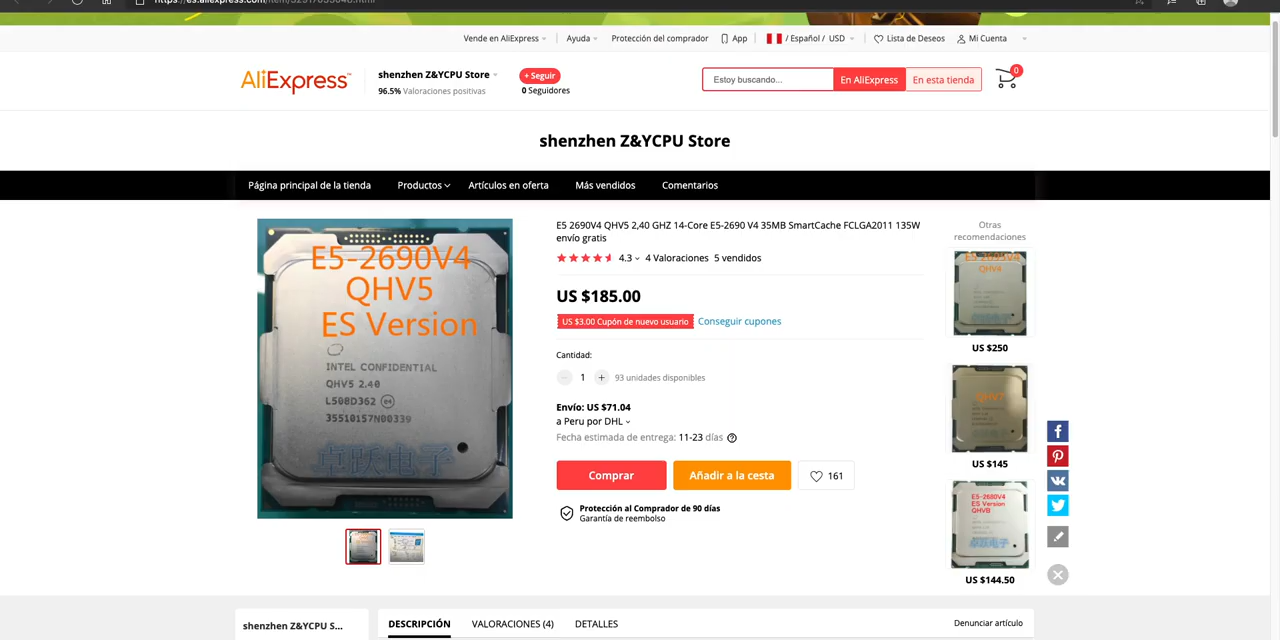 Vende en AliExpress
Ayuda
Protección del comprador
App
/ Español / USD
Lista de Deseos
Mi Cuenta
AliExpress
shenzhen Z&YCPU Store
96.5% Valoraciones positivas
+ Seguir
0 Seguidores
Estoy buscando...
En AliExpress
En esta tienda
0
shenzhen Z&YCPU Store
Página principal de la tienda
Productos
Artículos en oferta
Más vendidos
Comentarios
E5-2690V4
QHV5
ES Version
INTEL CONFIDENTIAL
QHV5 2.40
L508D362
35510157N00339
卓跃电子
E5 2690V4 QHV5 2,40 GHZ 14-Core E5-2690 V4 35MB SmartCache FCLGA2011 135W
envío gratis
4.3 4 Valoraciones 5 vendidos
US $185.00
US $3.00 Cupón de nuevo usuario
Conseguir cupones
Cantidad:
1 + 93 unidades disponibles
Envío: US $71.04
a Peru por DHL
Fecha estimada de entrega: 11-23 días
Comprar
Añadir a la cesta
161
Protección al Comprador de 90 días
Garantía de reembolso
Otras
recomendaciones
QHV4
US $250
QHV7
US $145
E5-2680V4
ES Version
QHVB
US $144.50
shenzhen Z&YCPU S...
DESCRIPCIÓN
VALORACIONES (4)
DETALLES
Denunciar artículo